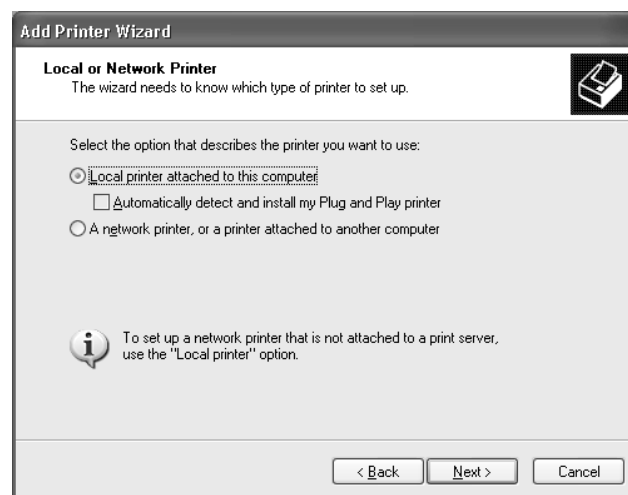 Add Printer Wizard
Local or Network Printer
The wizard needs to know which type of printer to set up.
Select the option that describes the printer you want to use:
Local printer attached to this computer
Automatically detect and install my Plug and Play printer
A network printer, or a printer attached to another computer
To set up a network printer that is not attached to a print server,
use the "Local printer" option.
< Back
Next >
Cancel